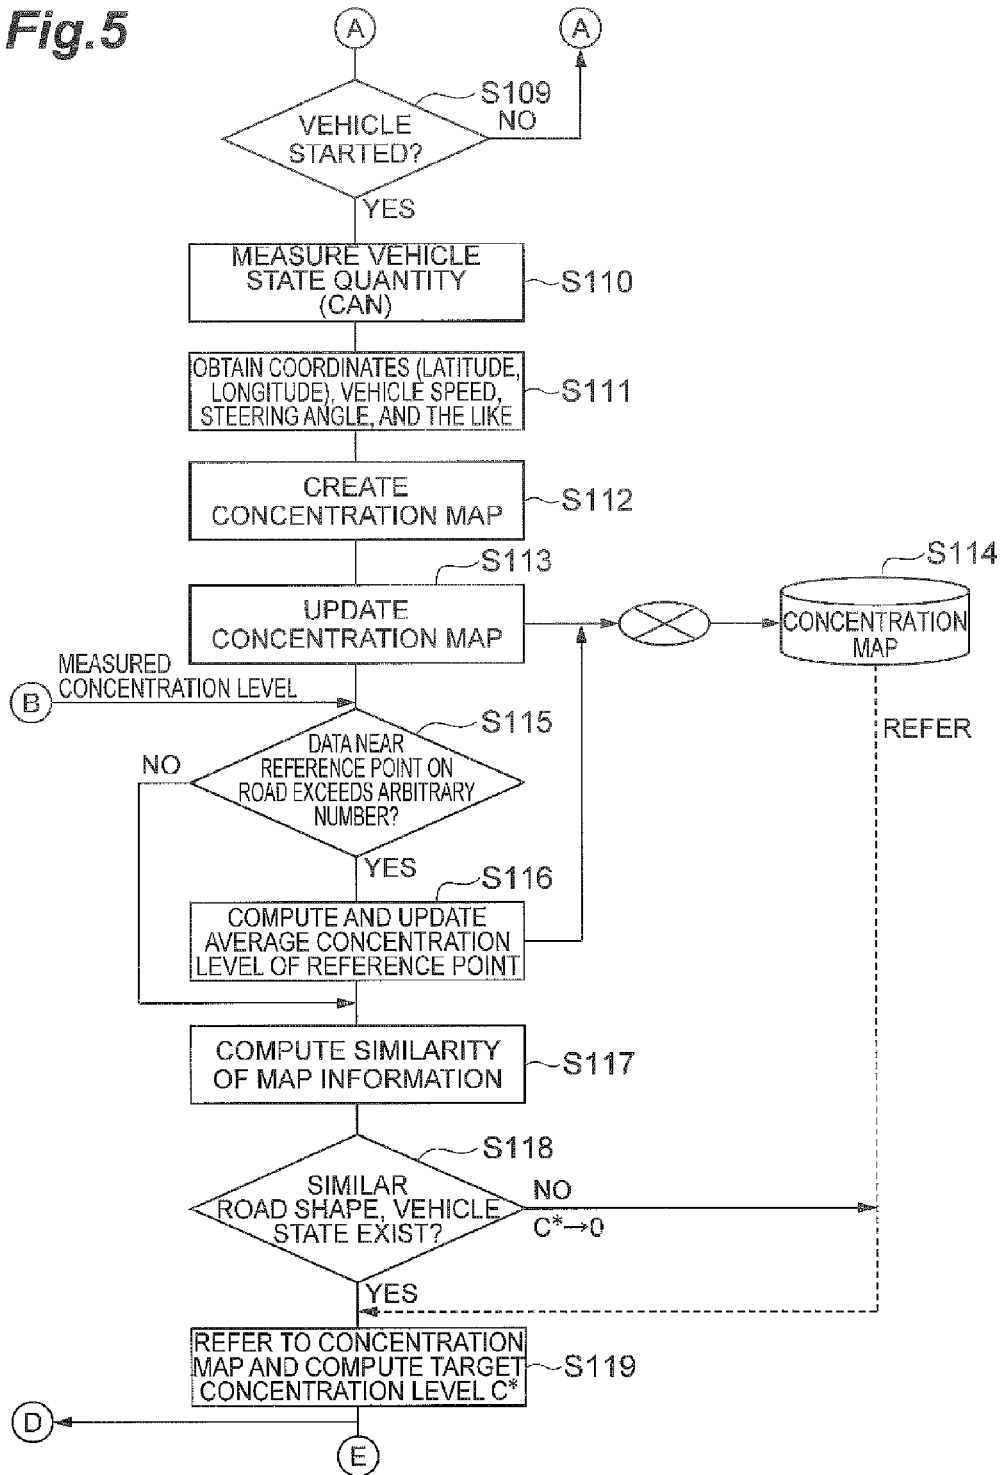 Fig.5
A
A
S109
VEHICLE
STARTED?
NO
YES
MEASURE VEHICLE
STATE QUANTITY
(CAN)
S110
OBTAIN COORDINATES (LATITUDE,
LONGITUDE), VEHICLE SPEED,
STEERING ANGLE, AND THE LIKE
S111
CREATE
CONCENTRATION MAP
S112
S113
UPDATE
CONCENTRATION MAP
S114
CONCENTRATION
MAP
MEASURED
CONCENTRATION LEVEL
B
REFER
S115
DATA NEAR
REFERENCE POINT ON
ROAD EXCEEDS ARBITRARY
NUMBER?
NO
YES
S116
COMPUTE AND UPDATE
AVERAGE CONCENTRATION
LEVEL OF REFERENCE POINT
COMPUTE SIMILARITY
OF MAP INFORMATION
S117
S118
SIMILAR
ROAD SHAPE, VEHICLE
STATE EXIST?
NO
C*→0
YES
REFER TO CONCENTRATION
MAP AND COMPUTE TARGET
CONCENTRATION LEVEL C*
S119
D
E